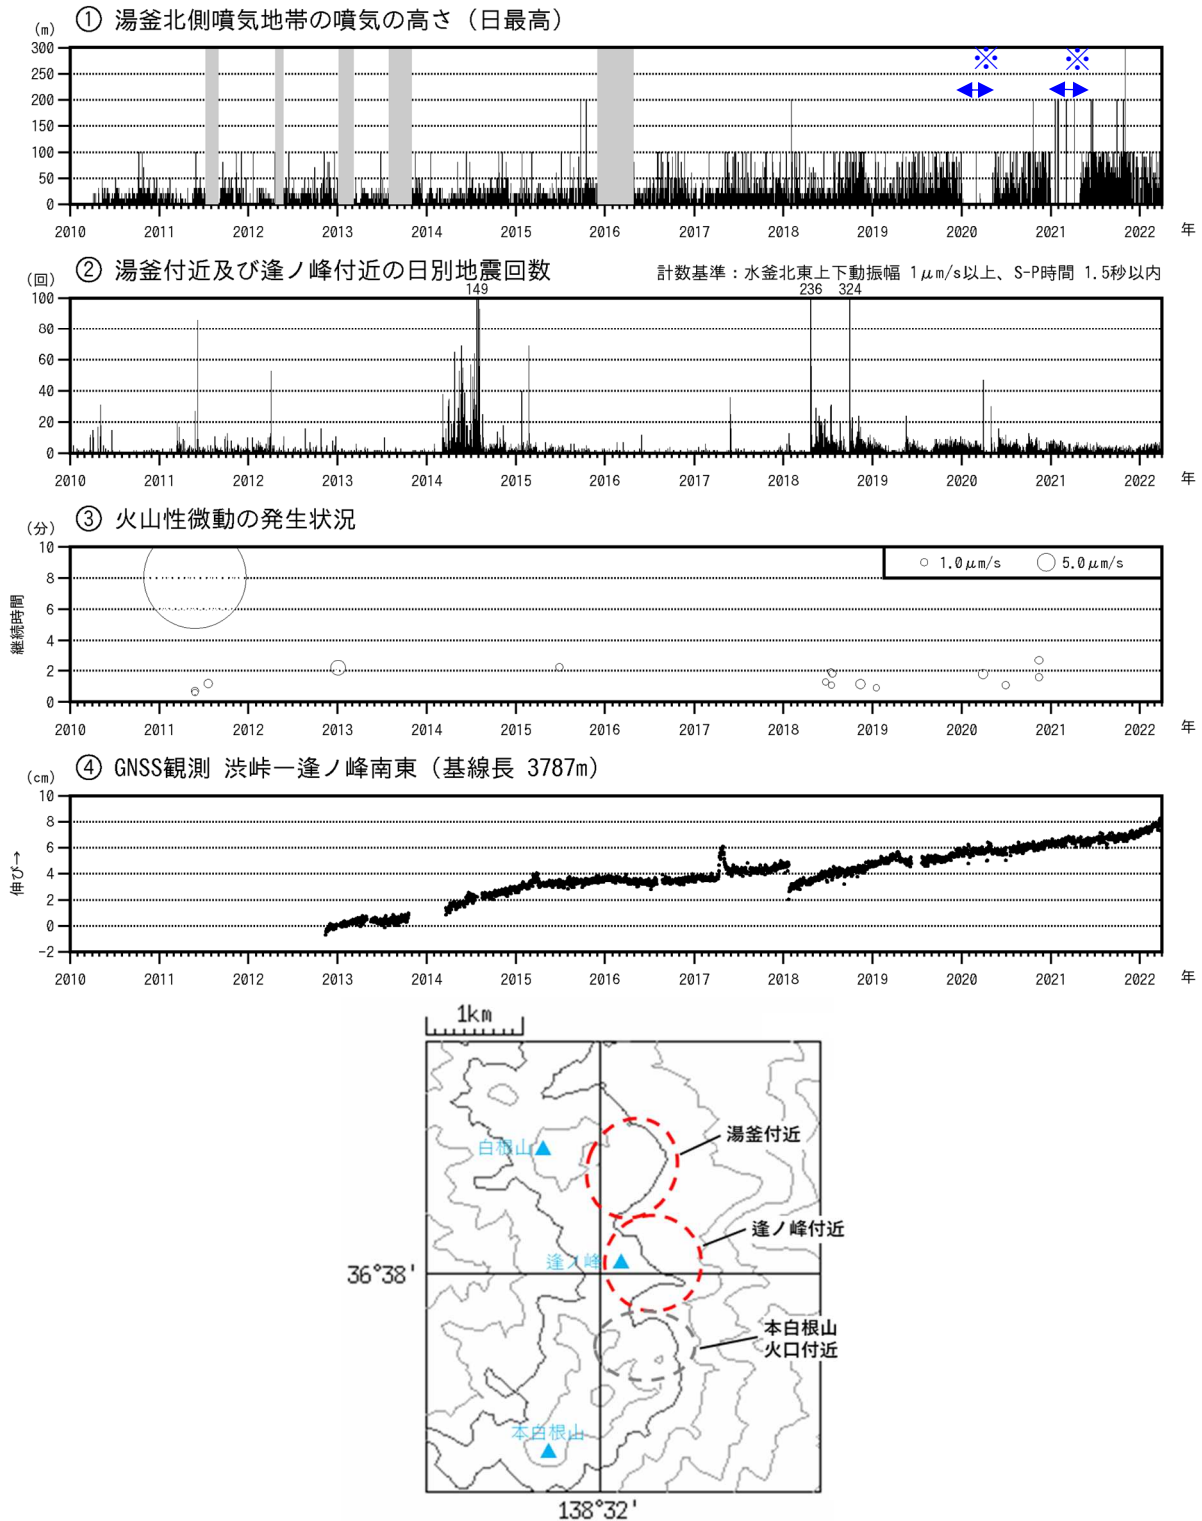 ① 湯釜北側噴気地帯の噴気の高さ（日最高）
(m)
300
250
200
150
100
50
0
※ ※
2010 2011 2012 2013 2014 2015 2016 2017 2018 2019 2020 2021 2022 年
② 湯釜付近及び逢ノ峰付近の日別地震回数
計数基準：水釜北東上下動振幅 1μm/s以上、S-P時間 1.5秒以内
(回)
149 236 324
100
80
60
40
20
0
2010 2011 2012 2013 2014 2015 2016 2017 2018 2019 2020 2021 2022 年
③ 火山性微動の発生状況
(分)
継続時間
10
8
6
4
2
0
1.0μm/s 5.0μm/s
2010 2011 2012 2013 2014 2015 2016 2017 2018 2019 2020 2021 2022 年
④ GNSS観測 渋峠－逢ノ峰南東（基線長 3787m）
(cm)
伸び→
10
8
6
4
2
0
-2
2010 2011 2012 2013 2014 2015 2016 2017 2018 2019 2020 2021 2022 年
1km
湯釜付近
白根山
逢ノ峰付近
逢ノ峰
36°38'
本白根山
火口付近
本白根山
138°32'